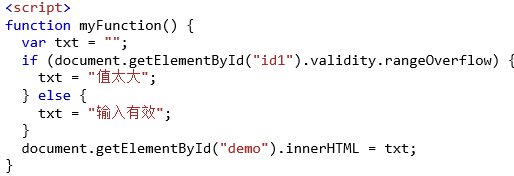 <script>
function myFunction() {
  var txt = "";
  if (document.getElementById("id1").validity.rangeOverflow) {
    txt = "值太大";
  } else {
    txt = "输入有效";
  }
  document.getElementById("demo").innerHTML = txt;
}